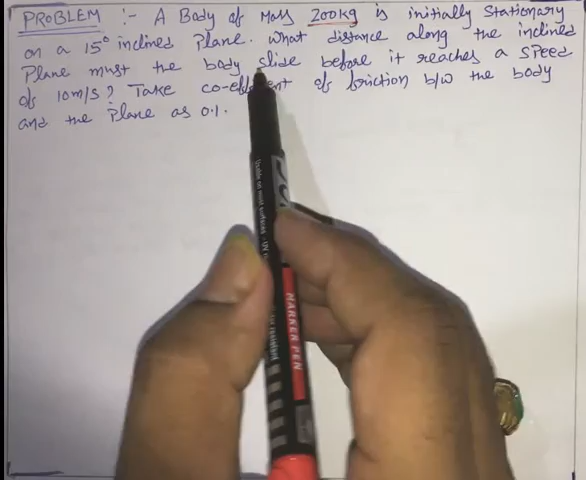 PROBLEM :- A Body of Mass 200kg is initially Stationary
on a 15° inclined Plane. What distance along the inclined
Plane must the body slide before it reaches a speed
of 10m/s? Take co-efficient of friction b/w the body
and the Plane as 0.1.
MARKER PEN